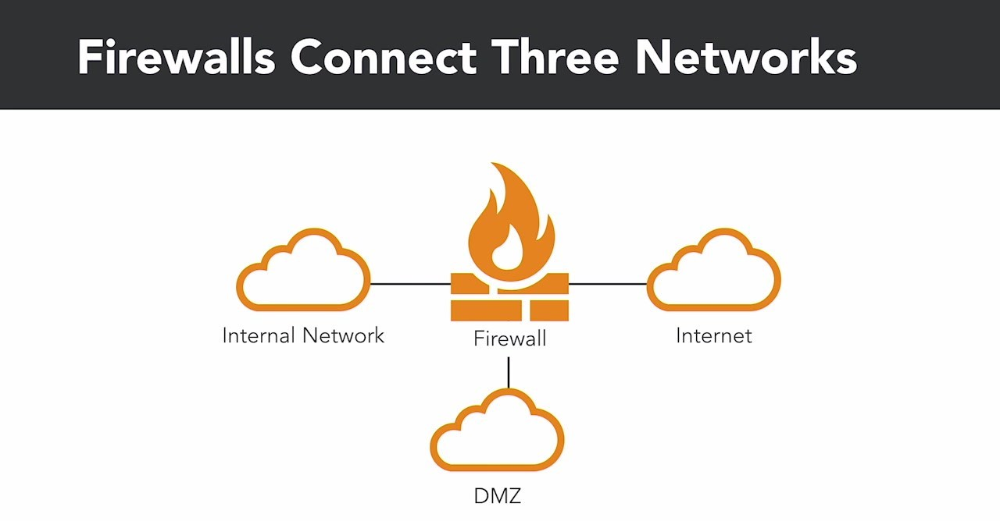 Firewalls Connect Three Networks
Internal Network
Firewall
Internet
DMZ